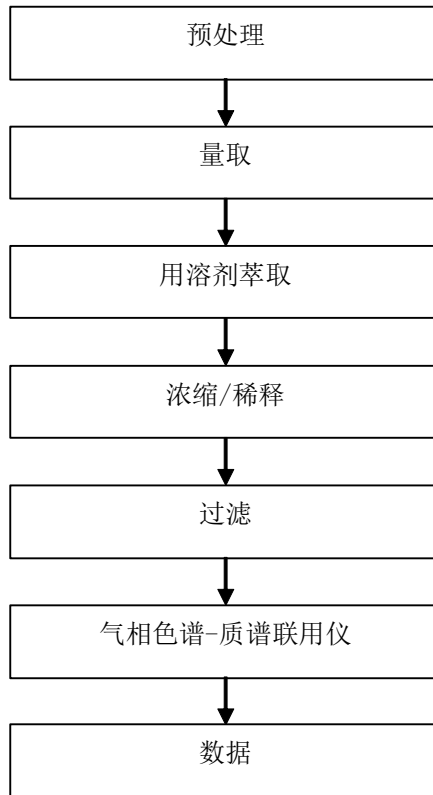 预处理
量取
用溶剂萃取
浓缩/稀释
过滤
气相色谱-质谱联用仪
数据